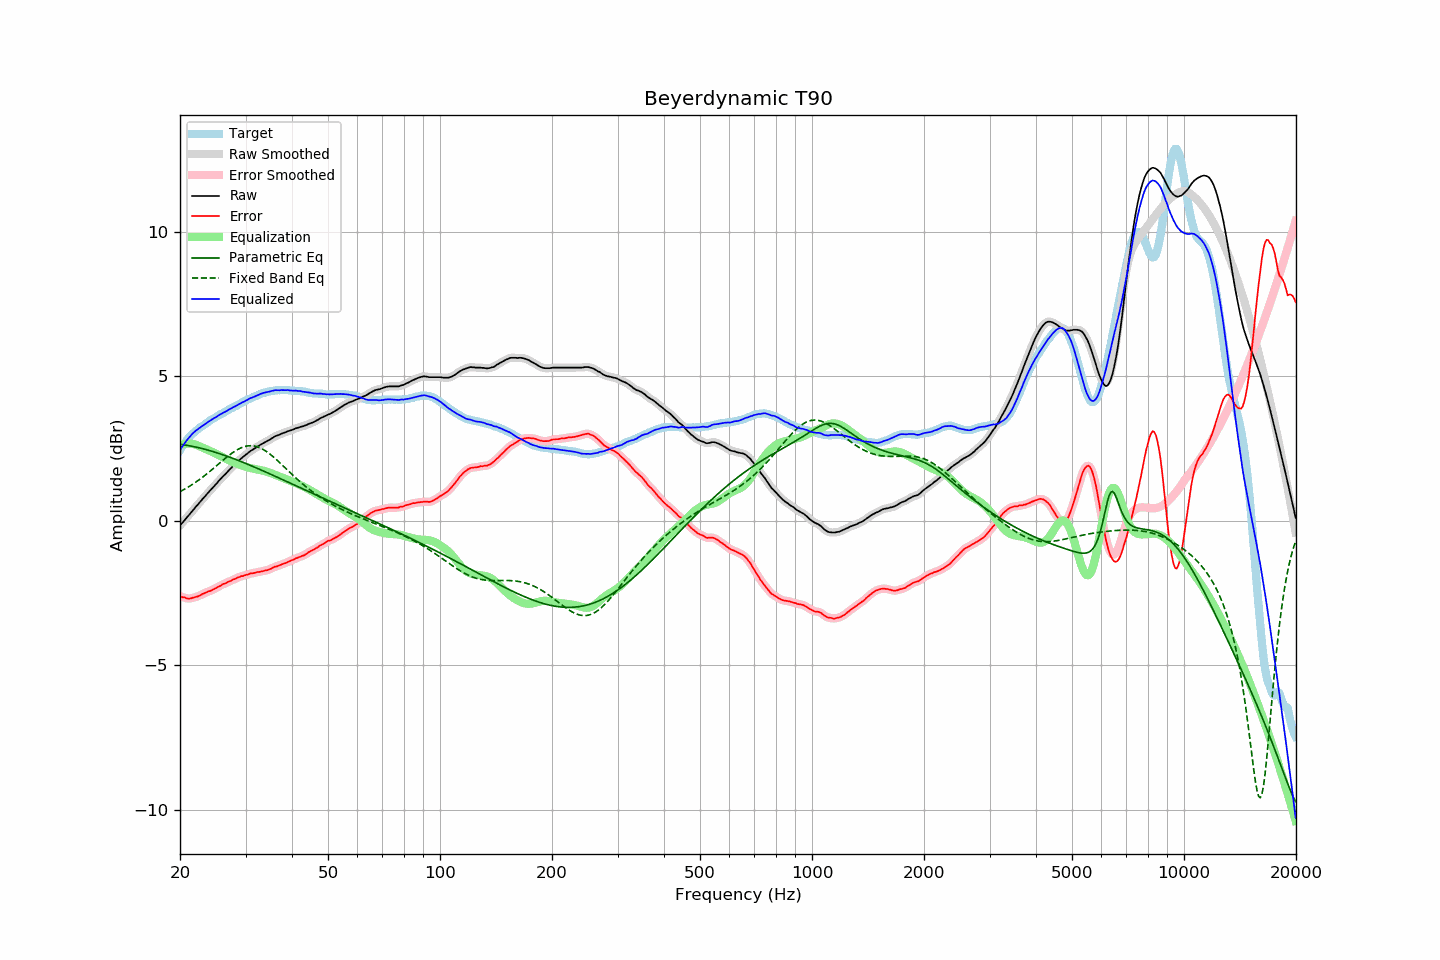 Beyerdynamic T90
Target
Raw Smoothed
Error Smoothed
Raw
Error
Equalization
Parametric Eq
Fixed Band Eq
Equalized
10
5
0
−5
−10
Amplitude (dBr)
20 50 100 200 500 1000 2000 5000 10000 20000
Frequency (Hz)